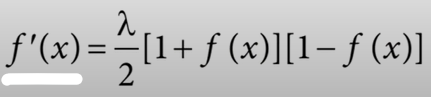 f'(x) = λ/2 [1 + f(x)][1 − f(x)]